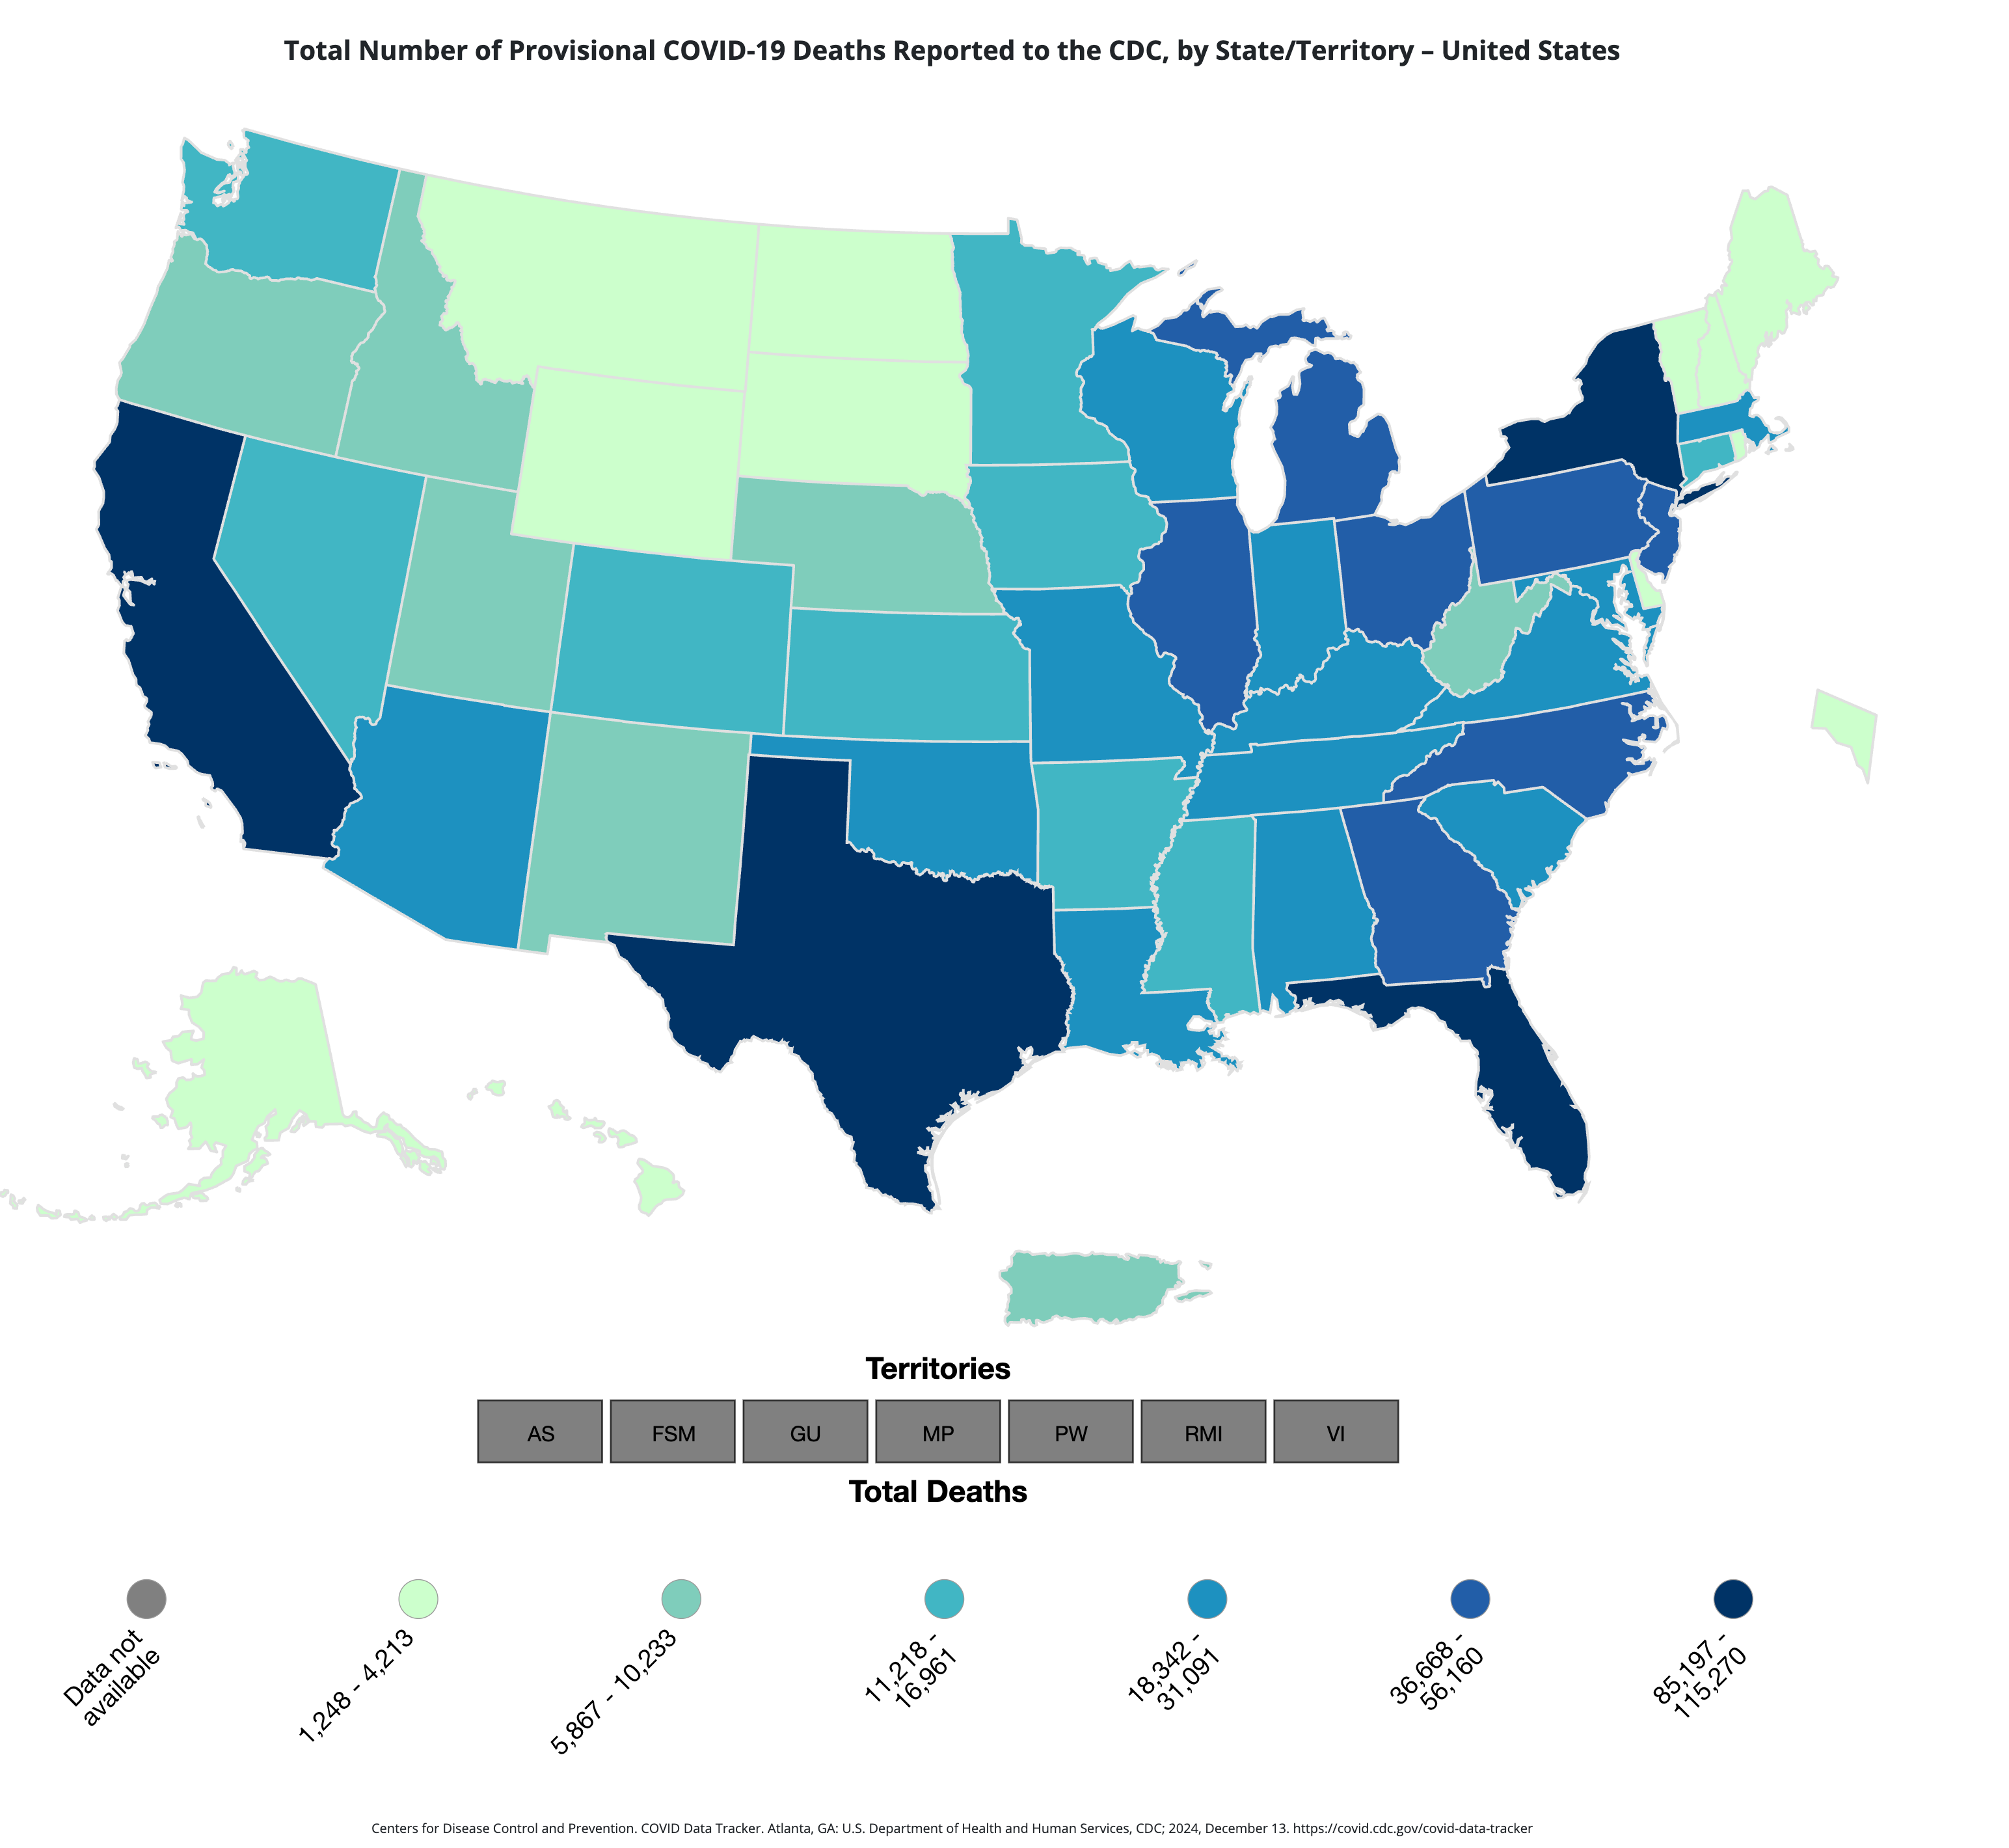 Total Number of Provisional COVID-19 Deaths Reported to the CDC, by State/Territory – United States
Territories
AS
FSM
GU
MP
PW
RMI
VI
Total Deaths
Data not
available
1,248 - 4,213
5,867 - 10,233
11,218 -
16,961
18,342 -
31,091
36,668 -
56,160
85,197 -
115,270
Centers for Disease Control and Prevention. COVID Data Tracker. Atlanta, GA: U.S. Department of Health and Human Services, CDC; 2024, December 13. https://covid.cdc.gov/covid-data-tracker